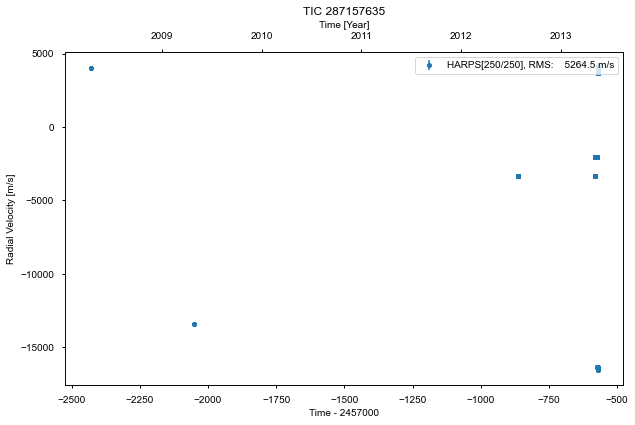 TIC 287157635
Time [Year]
2009 2010 2011 2012 2013
HARPS[250/250], RMS: 5264.5 m/s
5000
0
−5000
−10000
−15000
Radial Velocity [m/s]
−2500 −2250 −2000 −1750 −1500 −1250 −1000 −750 −500
Time - 2457000